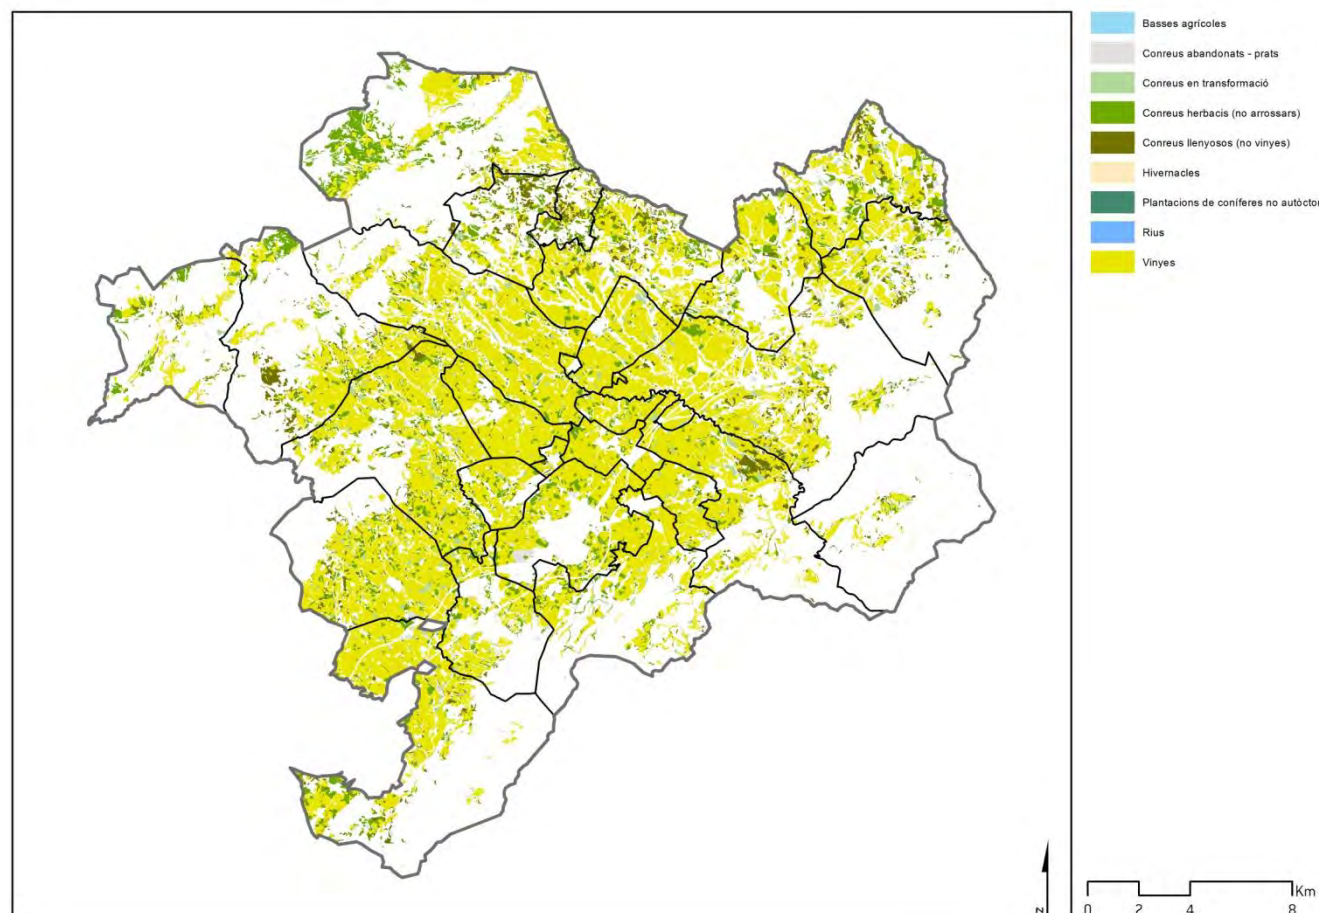 Basses agrícoles
Conreus abandonats - prats
Conreus en transformació
Conreus herbacis (no arrossars)
Conreus llenyosos (no vinyes)
Hivernacles
Plantacions de coníferes no autòcton
Rius
Vinyes
N
Km
0 2 4 8